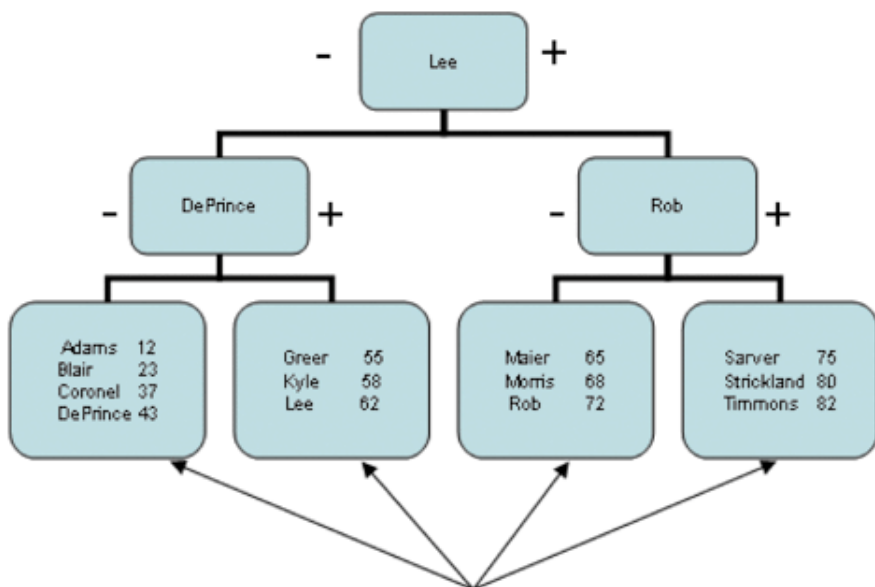 - Lee +
- DePrince +
- Rob +
Adams 12
Blair 23
Coronel 37
DePrince 43
Greer 55
Kyle 58
Lee 62
Maier 65
Morris 68
Rob 72
Sarver 75
Strickland 80
Timmons 82